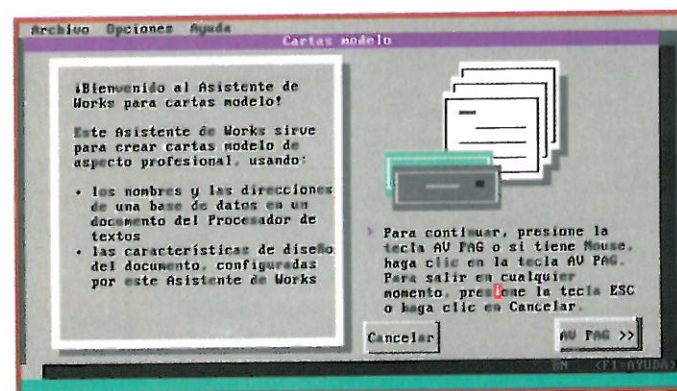 Archivo Opciones Ayuda
Cartas modelo
¡Bienvenido al Asistente de
Works para cartas modelo!
Este Asistente de Works sirve
para crear cartas modelo de
aspecto profesional, usando:
• los nombres y las direcciones
de una base de datos en un
documento del Procesador de
textos
• las características de diseño
del documento, configuradas
por este Asistente de Works
Para continuar, presione la
tecla AV PAG o si tiene Mouse,
haga clic en la tecla AV PAG.
Para salir en cualquier
momento, presione la tecla ESC
o haga clic en Cancelar.
Cancelar
AV PAG >>
<F1=AYUDA>